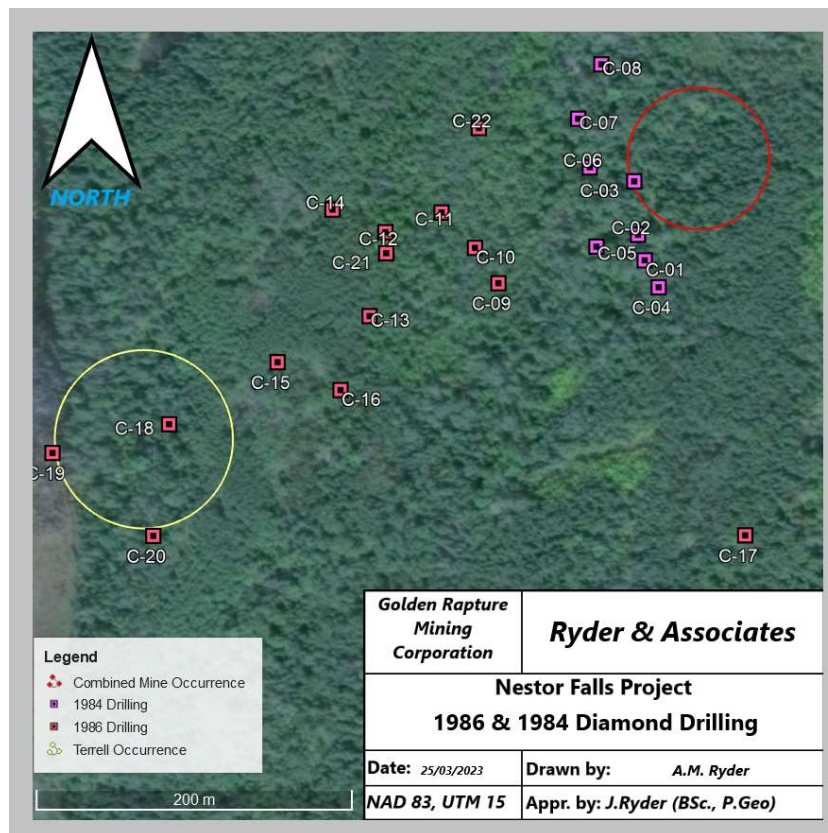 C-08
C-07
C-22
C-06
C-03
C-14
C-11
C-02
C-12
C-10
C-05
C-21
C-01
C-09
C-04
C-13
C-15
C-16
C-18
C-19
C-20
C-17
NORTH
Legend
Combined Mine Occurrence
1984 Drilling
1986 Drilling
Terrell Occurrence
200 m
Golden Rapture
Mining
Corporation
Ryder & Associates
Nestor Falls Project
1986 & 1984 Diamond Drilling
Date: 25/03/2023
Drawn by: A.M. Ryder
NAD 83, UTM 15
Appr. by: J.Ryder (BSc., P.Geo)